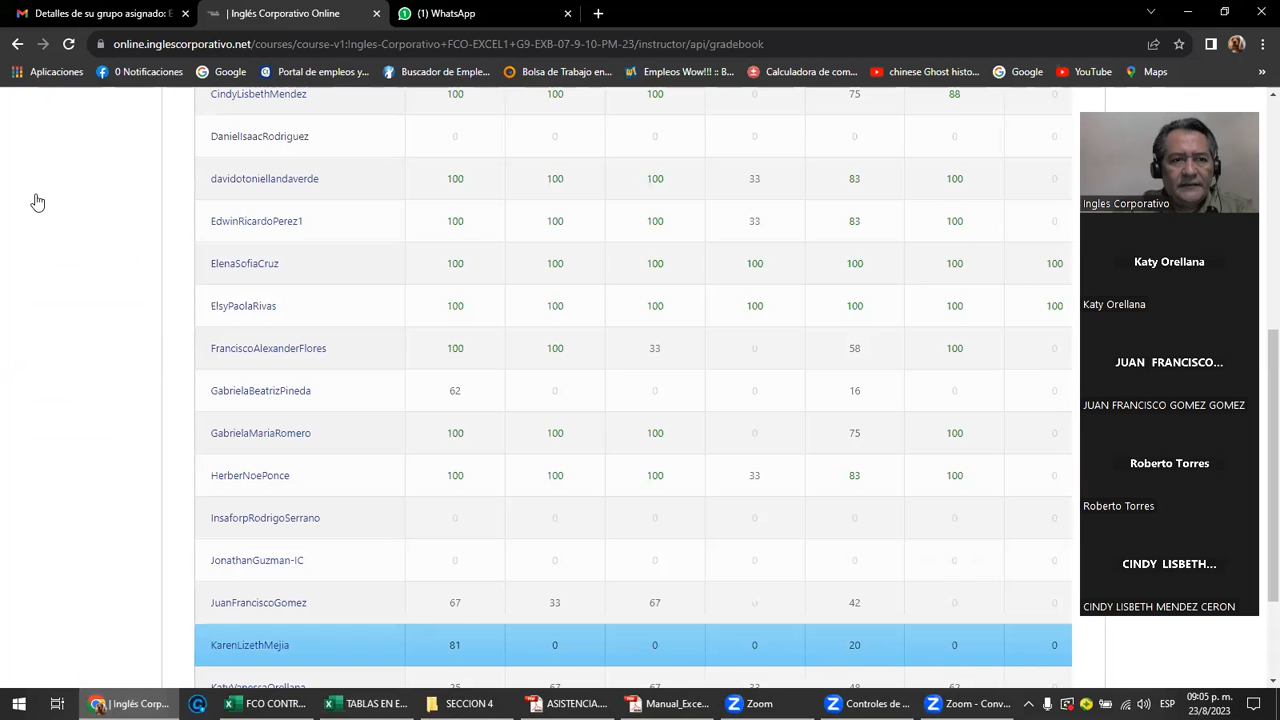 Detalles de su grupo asignado: E
| Inglés Corporativo Online
(1) WhatsApp
online.inglescorporativo.net/courses/course-v1:Ingles-Corporativo+FCO-EXCEL1+G9-EXB-07-9-10-PM-23/instructor/api/gradebook
Aplicaciones
0 Notificaciones
Google
Portal de empleos y...
Buscador de Emple...
Bolsa de Trabajo en...
Empleos Wow!!! :: B...
Calculadora de com...
chinese Ghost histo...
Google
YouTube
Maps
»
CindyLisbethMendez 100 100 100 0 75 88 0
DanielIsaacRodriguez 0 0 0 0 0 0 0
davidotoniellandaverde 100 100 100 33 83 100 0
EdwinRicardoPerez1 100 100 100 33 83 100 0
ElenaSofiaCruz 100 100 100 100 100 100 100
ElsyPaolaRivas 100 100 100 100 100 100 100
FranciscoAlexanderFlores 100 100 33 0 58 100 0
GabrielaBeatrizPineda 62 0 0 0 16 0 0
GabrielaMariaRomero 100 100 100 0 75 100 0
HerberNoePonce 100 100 100 33 83 100 0
InsaforpRodrigoSerrano 0 0 0 0 0 0 0
JonathanGuzman-IC 0 0 0 0 0 0 0
JuanFranciscoGomez 67 33 67 0 42 0 0
KarenLizethMejia 81 0 0 0 20 0 0
KatyVanessaOrellana 25 67 67 33 48 62 0
Ingles Corporativo
Katy Orellana
Katy Orellana
JUAN FRANCISCO...
JUAN FRANCISCO GOMEZ GOMEZ
Roberto Torres
Roberto Torres
CINDY LISBETH...
CINDY LISBETH MENDEZ CERON
| Inglés Corp...
FCO CONTR...
TABLAS EN E...
SECCION 4
ASISTENCIA....
Manual_Exce...
Zoom
Controles de ...
Zoom - Conv...
ESP
09:05 p. m.
23/8/2023